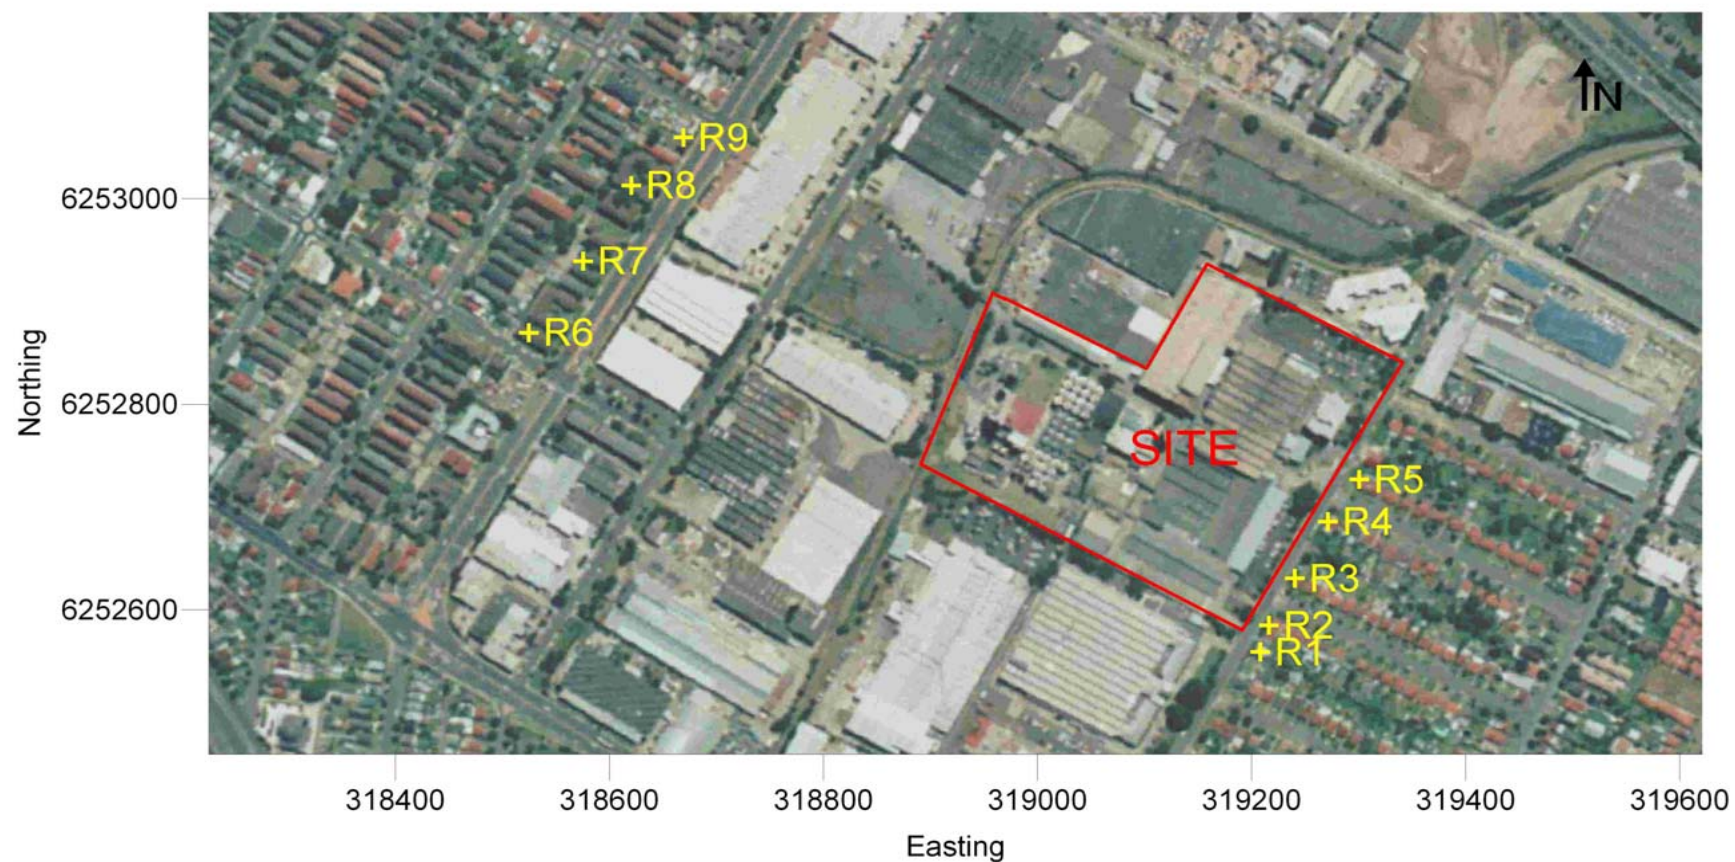 N
R9
R8
6253000
R7
R6
Northing
6252800
SITE
R5
R4
R3
6252600
R2
R1
318400
318600
318800
319000
319200
319400
319600
Easting